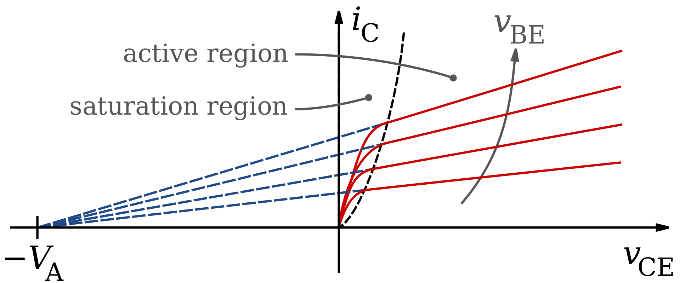 i_C
v_BE
active region
saturation region
−V_A
v_CE